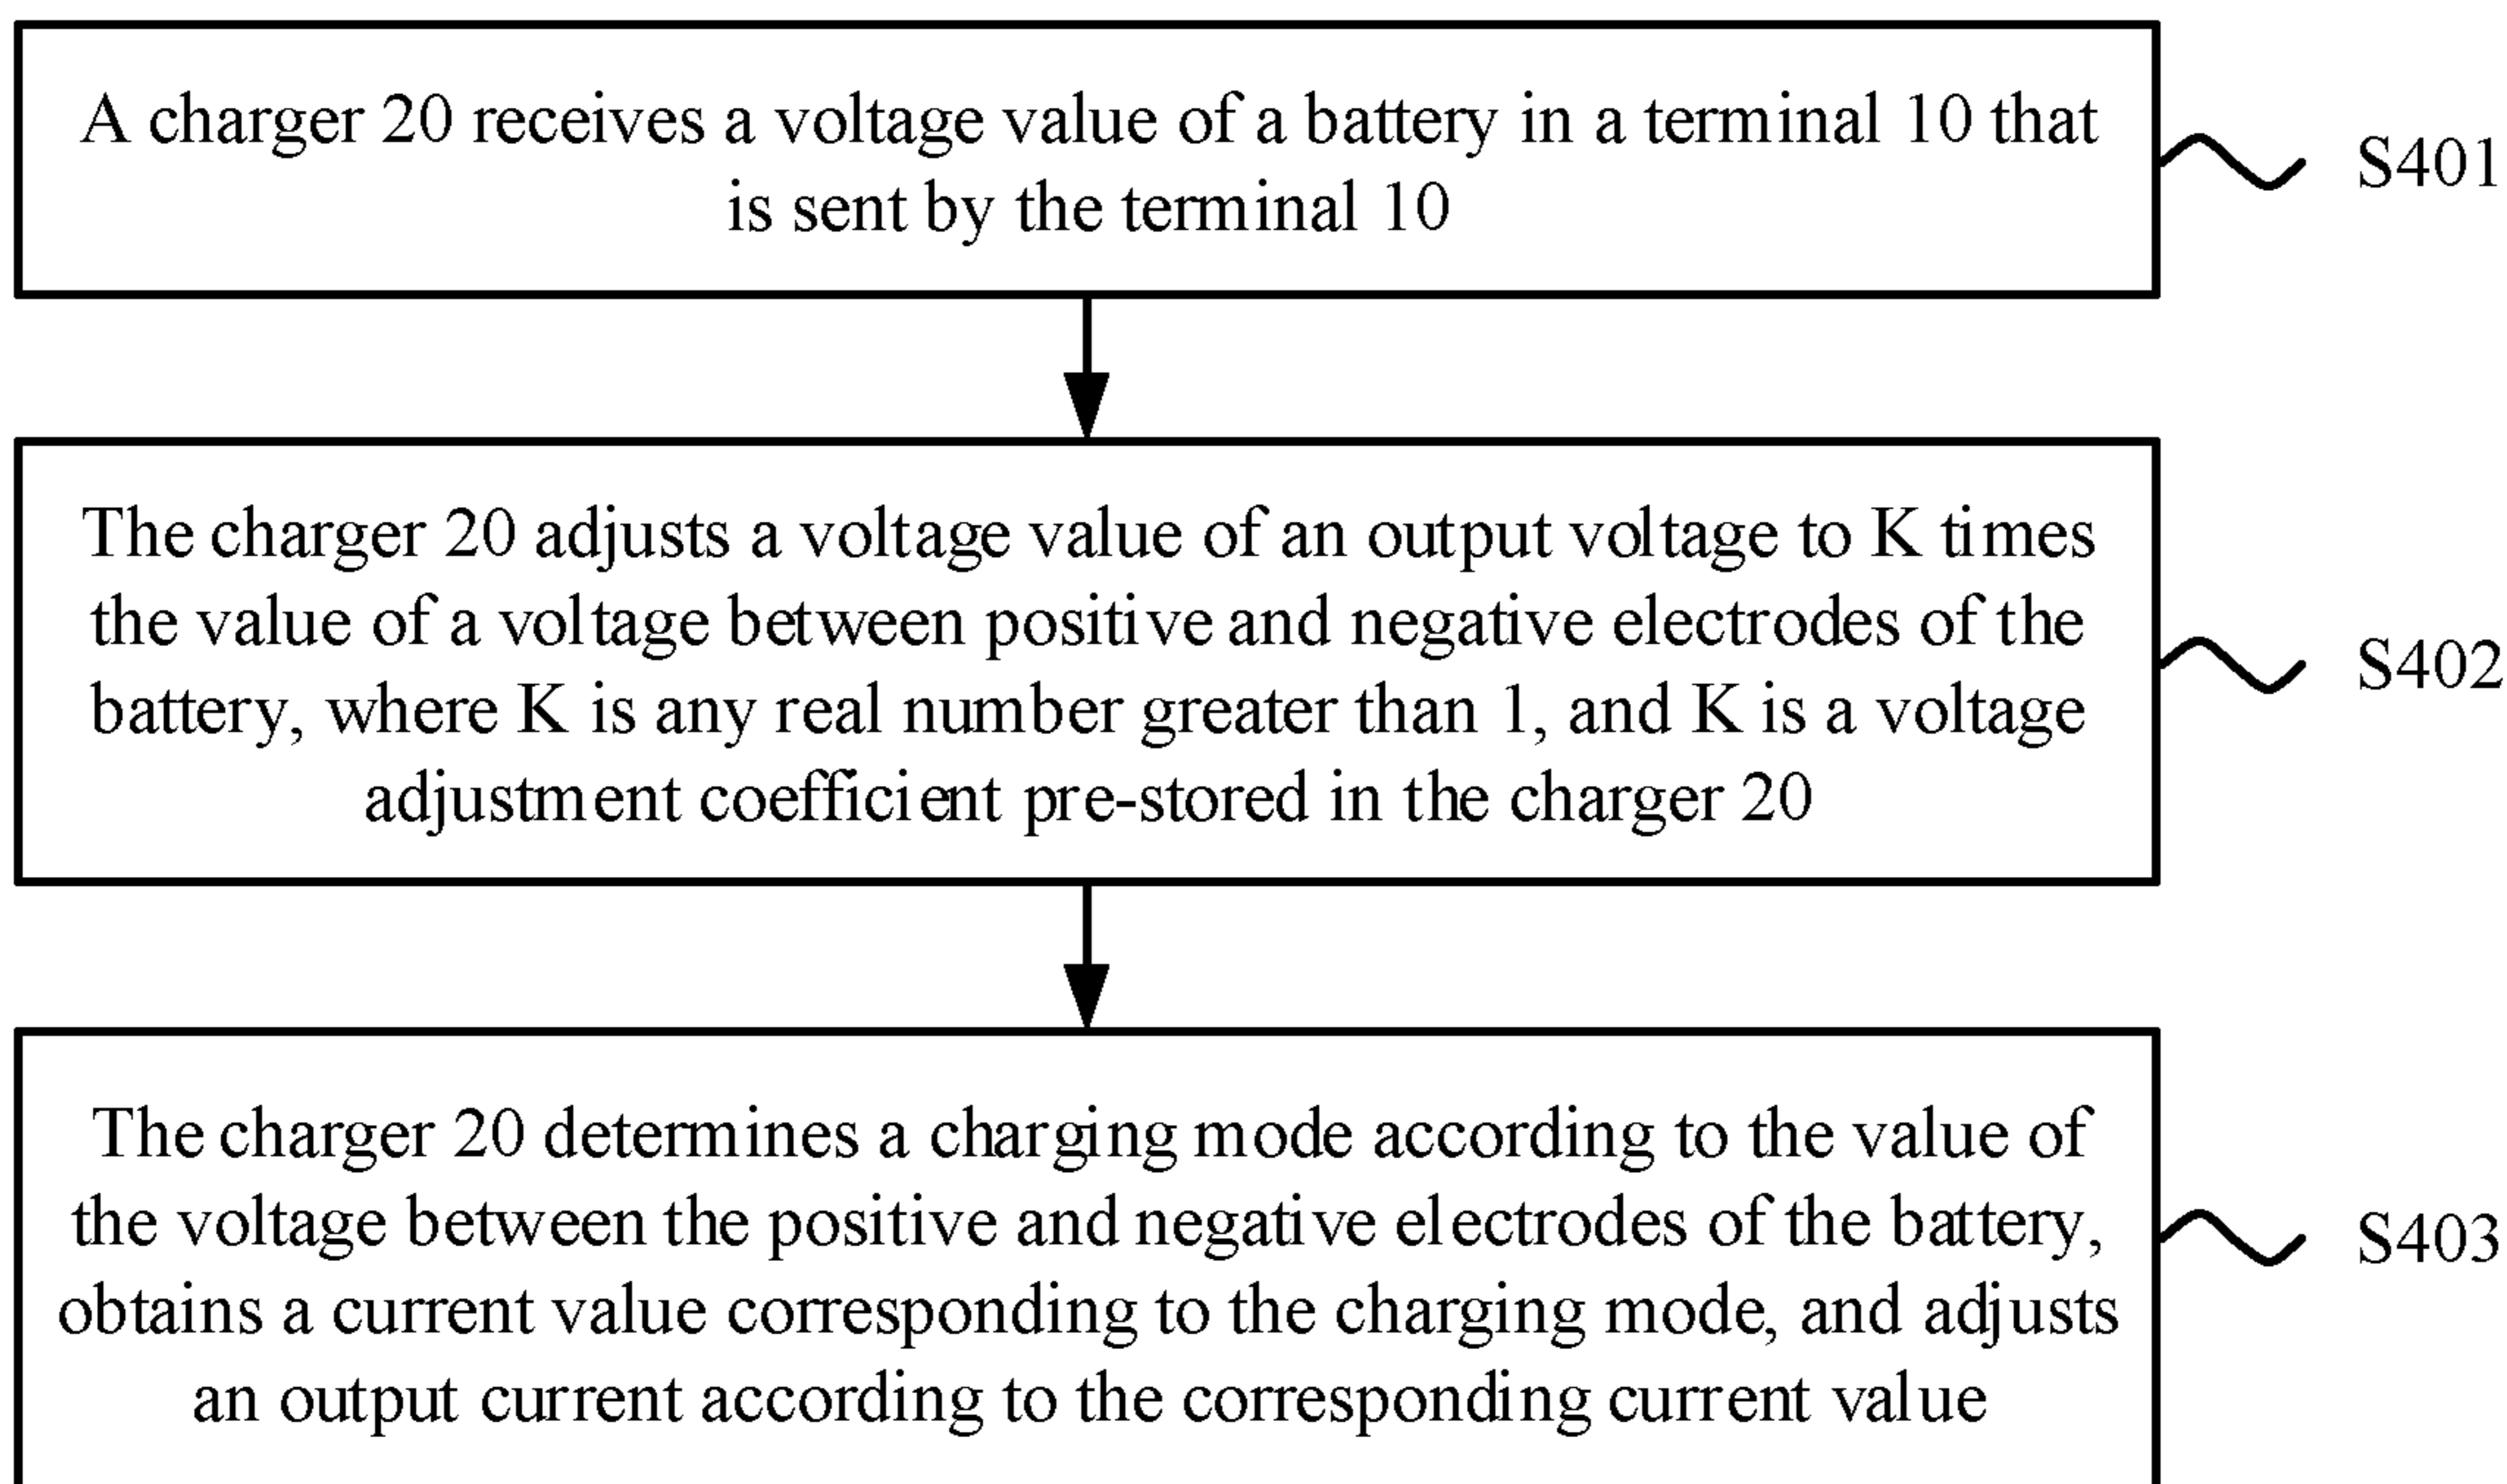 A charger 20 receives a voltage value of a battery in a terminal 10 that
is sent by the terminal 10
S401
The charger 20 adjusts a voltage value of an output voltage to K times
the value of a voltage between positive and negative electrodes of the
battery, where K is any real number greater than 1, and K is a voltage
adjustment coefficient pre-stored in the charger 20
S402
The charger 20 determines a charging mode according to the value of
the voltage between the positive and negative electrodes of the battery,
obtains a current value corresponding to the charging mode, and adjusts
an output current according to the corresponding current value
S403